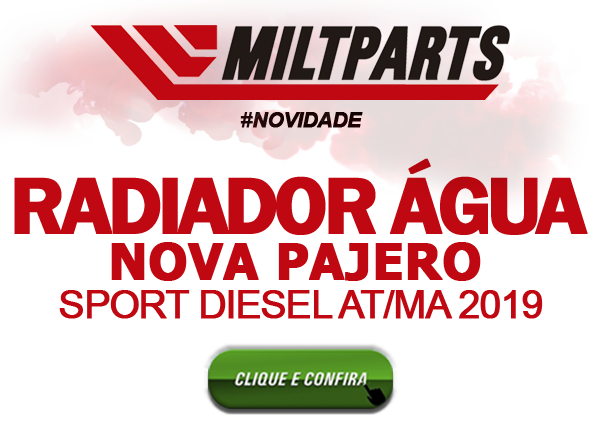 MILTPARTS
#NOVIDADE
RADIADOR ÁGUA
NOVA PAJERO
SPORT DIESEL AT/MA 2019
CLIQUE E CONFIRA